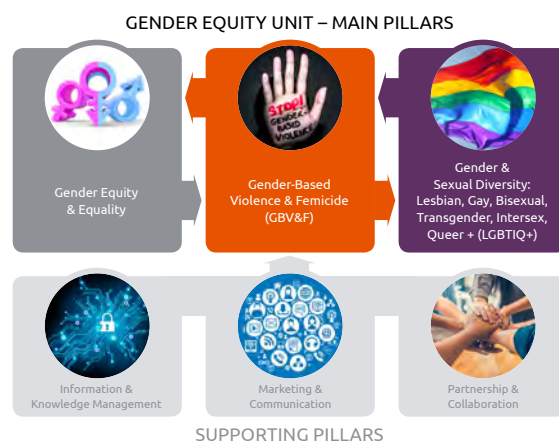 GENDER EQUITY UNIT – MAIN PILLARS
STOP!
GENDER-
BASED
VIOLENCE
Gender Equity
& Equality
Gender-Based
Violence & Femicide
(GBV&F)
Gender &
Sexual Diversity:
Lesbian, Gay, Bisexual,
Transgender, Intersex,
Queer + (LGBTIQ+)
Information &
Knowledge Management
Marketing &
Communication
Partnership &
Collaboration
SUPPORTING PILLARS